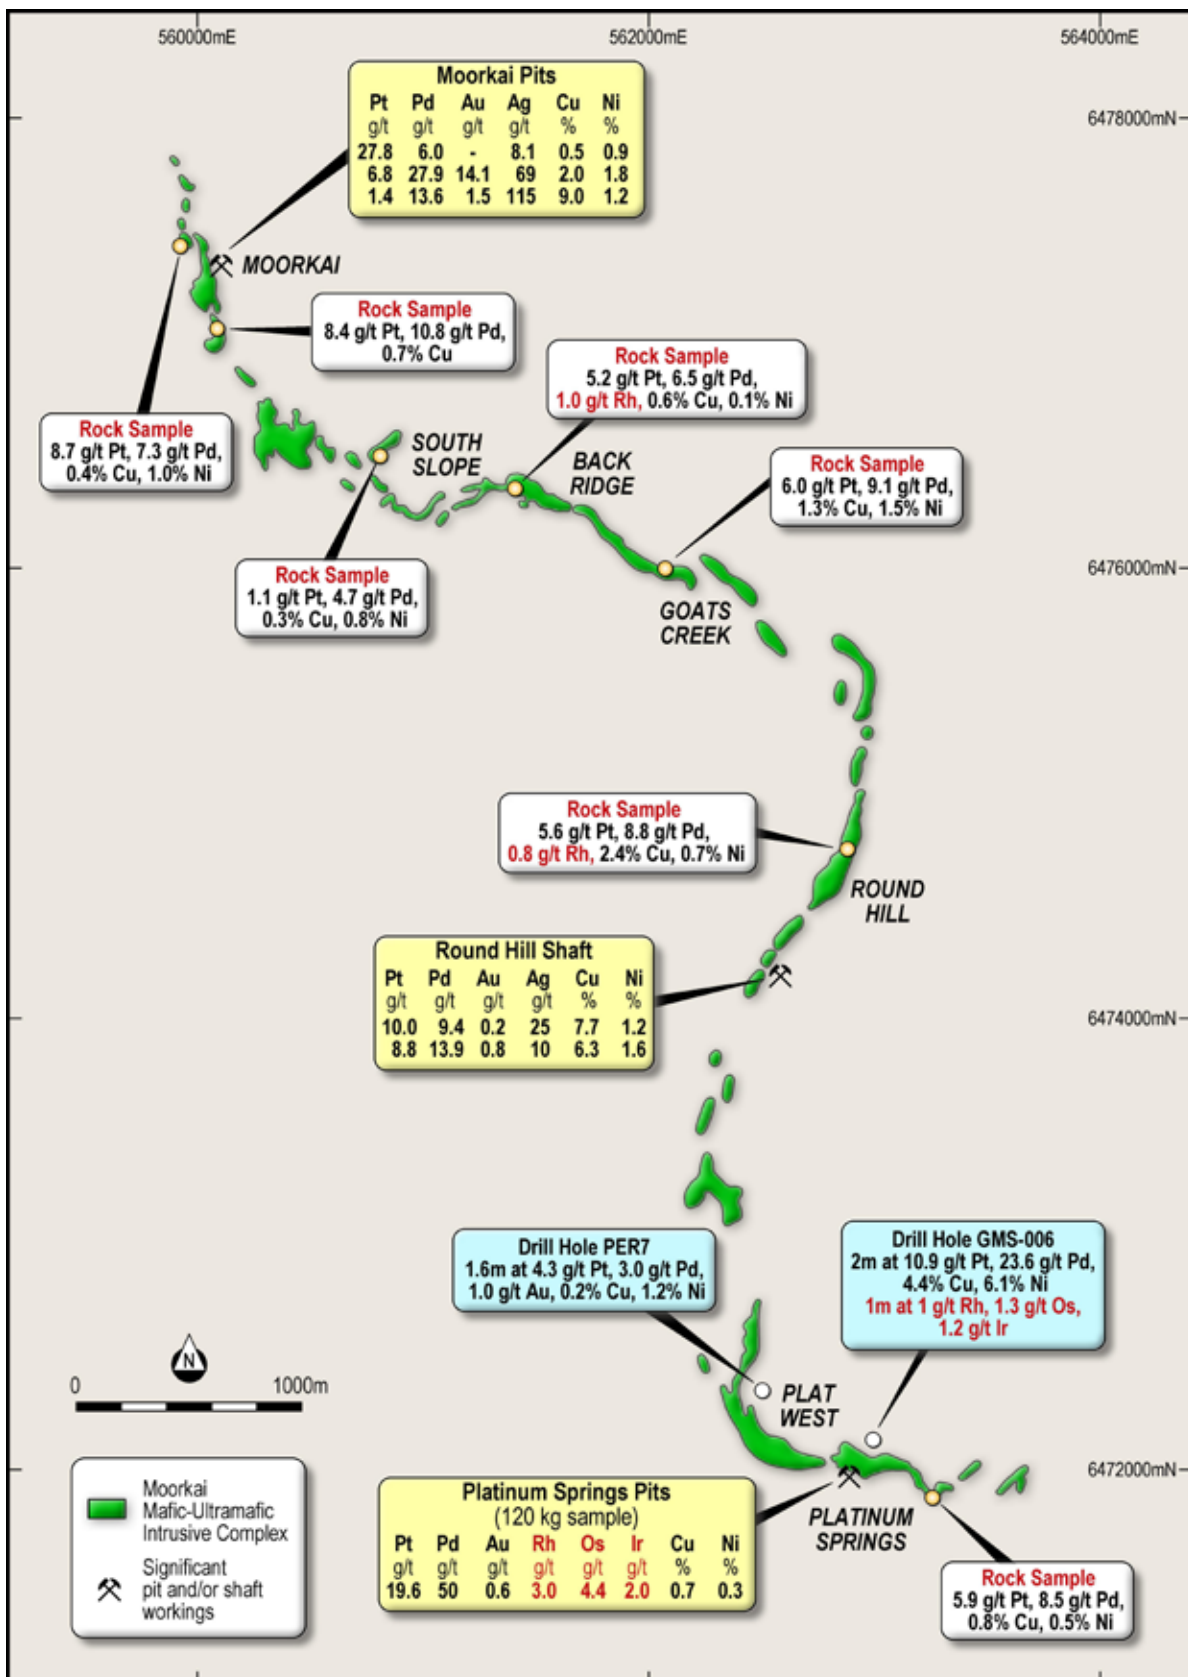 560000mE 562000mE 564000mE
Moorkai Pits
Pt Pd Au Ag Cu Ni
g/t g/t g/t g/t % %
27.8 6.0 - 8.1 0.5 0.9
6.8 27.9 14.1 69 2.0 1.8
1.4 13.6 1.5 115 9.0 1.2
6478000mN
MOORKAI
Rock Sample
8.4 g/t Pt, 10.8 g/t Pd,
0.7% Cu
Rock Sample
5.2 g/t Pt, 6.5 g/t Pd,
1.0 g/t Rh, 0.6% Cu, 0.1% Ni
Rock Sample
8.7 g/t Pt, 7.3 g/t Pd,
0.4% Cu, 1.0% Ni
SOUTH
SLOPE
BACK
RIDGE
Rock Sample
6.0 g/t Pt, 9.1 g/t Pd,
1.3% Cu, 1.5% Ni
Rock Sample
1.1 g/t Pt, 4.7 g/t Pd,
0.3% Cu, 0.8% Ni
6476000mN
GOATS
CREEK
Rock Sample
5.6 g/t Pt, 8.8 g/t Pd,
0.8 g/t Rh, 2.4% Cu, 0.7% Ni
ROUND
HILL
Round Hill Shaft
Pt Pd Au Ag Cu Ni
g/t g/t g/t g/t % %
10.0 9.4 0.2 25 7.7 1.2
8.8 13.9 0.8 10 6.3 1.6
6474000mN
Drill Hole PER7
1.6m at 4.3 g/t Pt, 3.0 g/t Pd,
1.0 g/t Au, 0.2% Cu, 1.2% Ni
Drill Hole GMS-006
2m at 10.9 g/t Pt, 23.6 g/t Pd,
4.4% Cu, 6.1% Ni
1m at 1 g/t Rh, 1.3 g/t Os,
1.2 g/t Ir
N
0 1000m
PLAT
WEST
6472000mN
Moorkai
Mafic-Ultramafic
Intrusive Complex
Significant
pit and/or shaft
workings
Platinum Springs Pits
(120 kg sample)
Pt Pd Au Rh Os Ir Cu Ni
g/t g/t g/t g/t g/t g/t % %
19.6 50 0.6 3.0 4.4 2.0 0.7 0.3
PLATINUM
SPRINGS
Rock Sample
5.9 g/t Pt, 8.5 g/t Pd,
0.8% Cu, 0.5% Ni